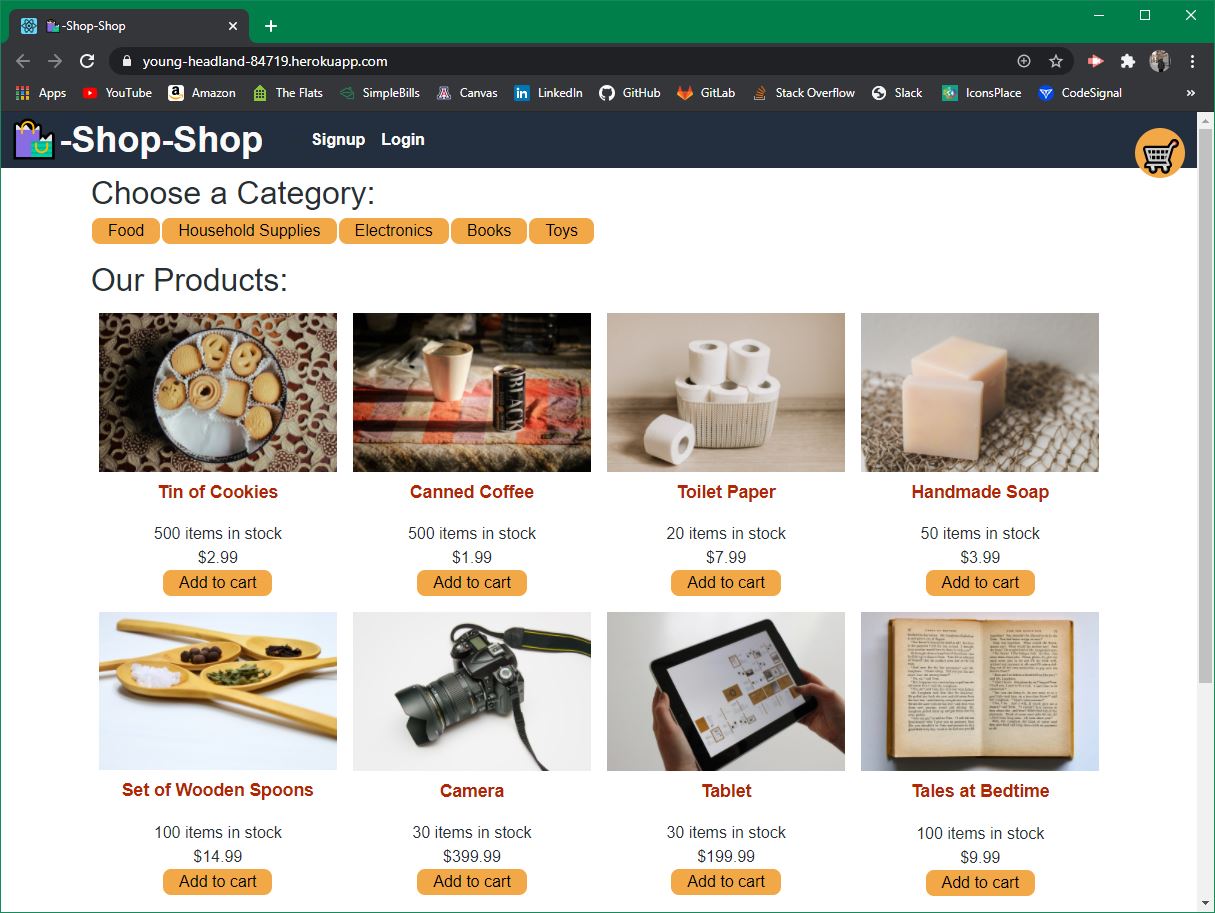 -Shop-Shop
young-headland-84719.herokuapp.com
Apps YouTube Amazon The Flats SimpleBills Canvas LinkedIn GitHub GitLab Stack Overflow Slack IconsPlace CodeSignal »
-Shop-Shop Signup Login
Choose a Category:
Food Household Supplies Electronics Books Toys
Our Products:
BLACK
Tin of Cookies Canned Coffee Toilet Paper Handmade Soap
500 items in stock 500 items in stock 20 items in stock 50 items in stock
$2.99 $1.99 $7.99 $3.99
Add to cart Add to cart Add to cart Add to cart
Set of Wooden Spoons Camera Tablet Tales at Bedtime
100 items in stock 30 items in stock 30 items in stock 100 items in stock
$14.99 $399.99 $199.99 $9.99
Add to cart Add to cart Add to cart Add to cart